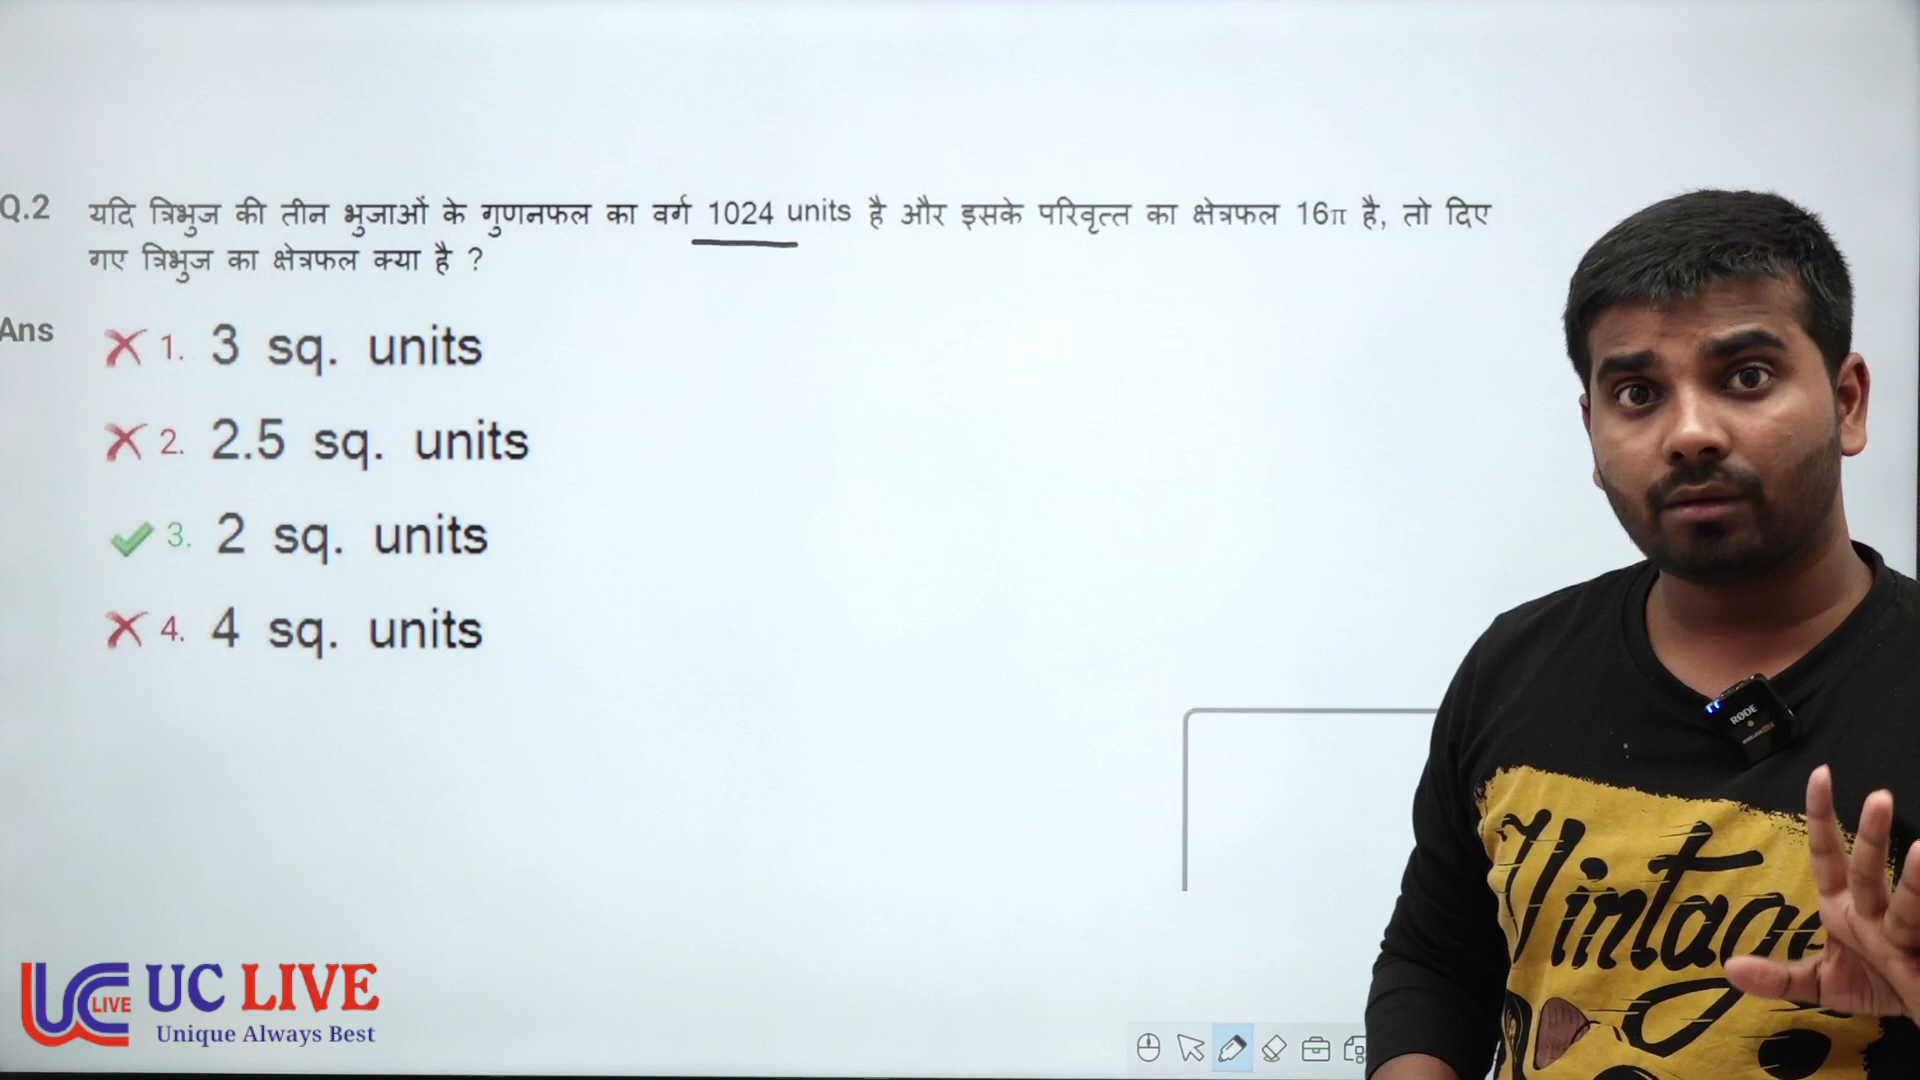 Q.2 यदि त्रिभुज की तीन भुजाओं के गुणनफल का वर्ग 1024 units है और इसके परिवृत्त का क्षेत्रफल 16π है, तो दिए
गए त्रिभुज का क्षेत्रफल क्या है ?
Ans
1. 3 sq. units
2. 2.5 sq. units
3. 2 sq. units
4. 4 sq. units
RØDE
Vintage
UC LIVE UC LIVE
Unique Always Best